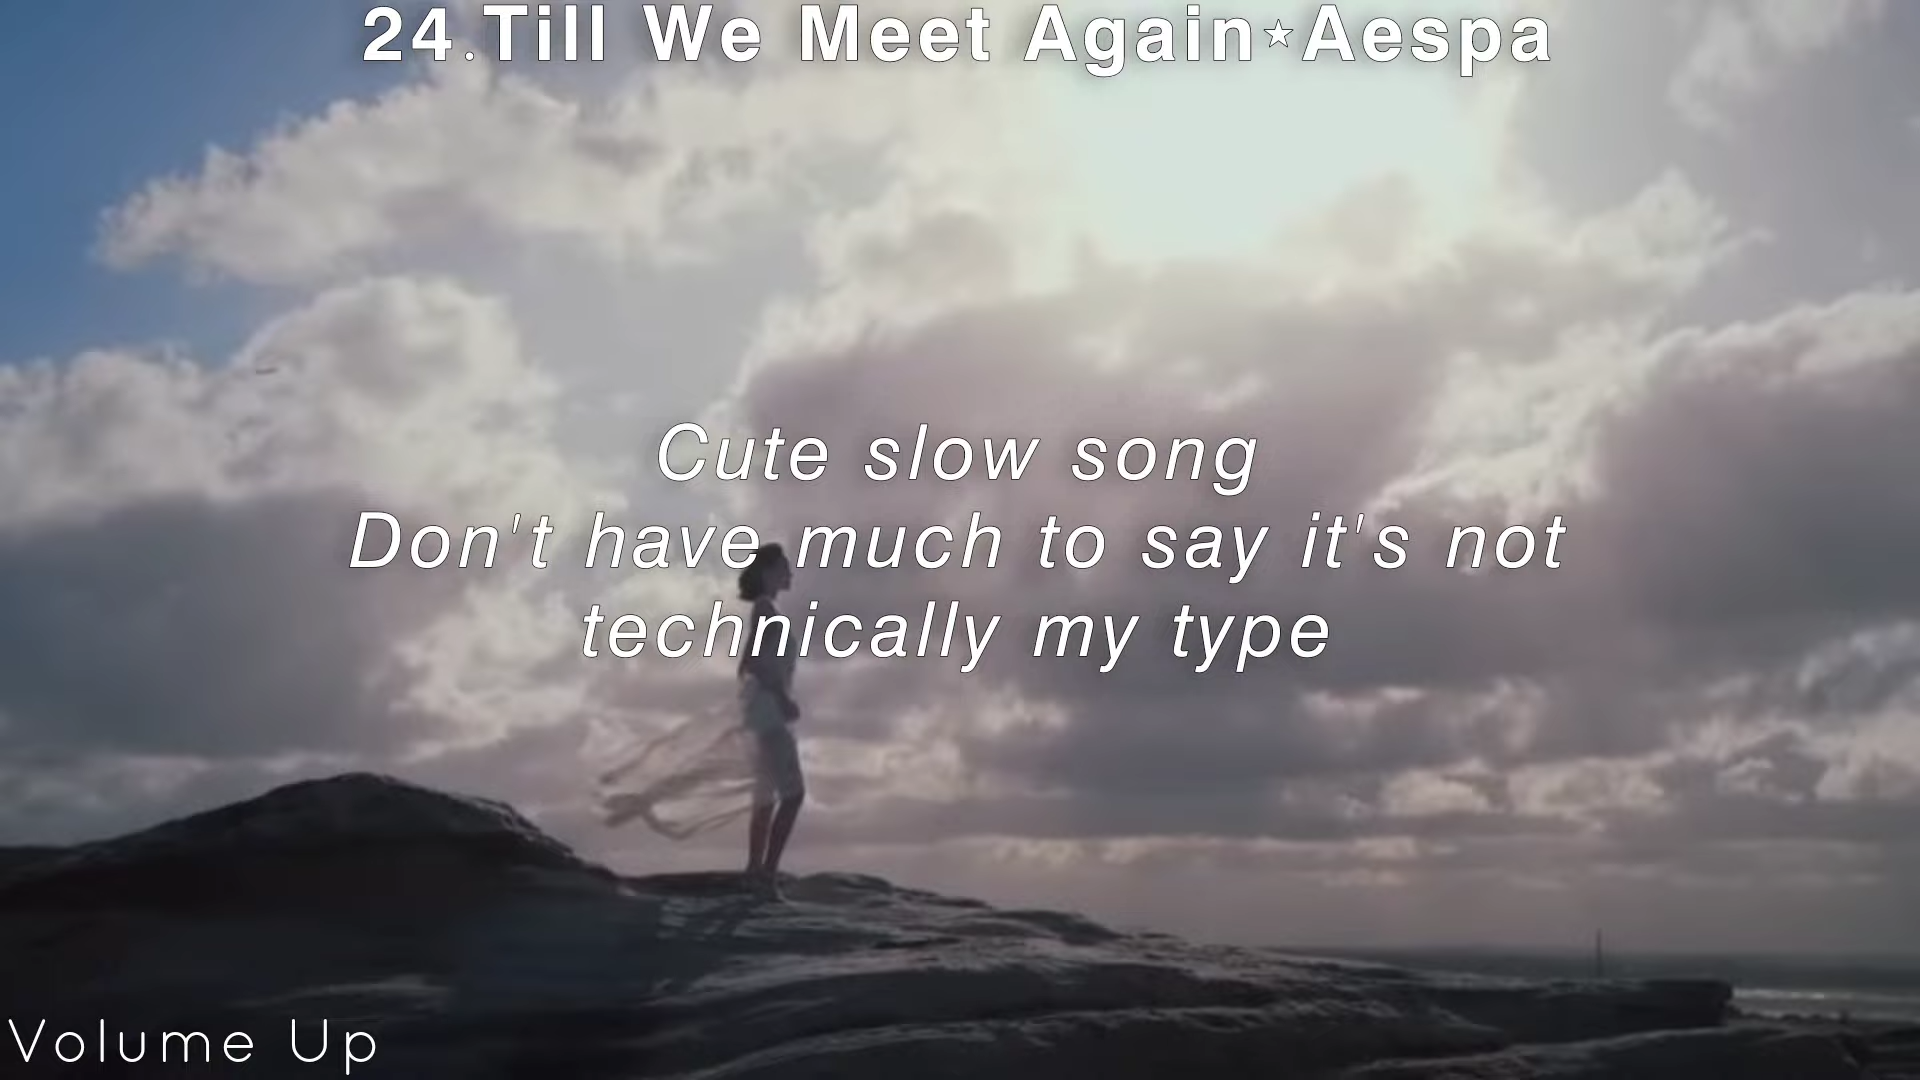 24.Till We Meet Again⋆Aespa
Cute slow song
Don't have much to say it's not
technically my type
Volume Up